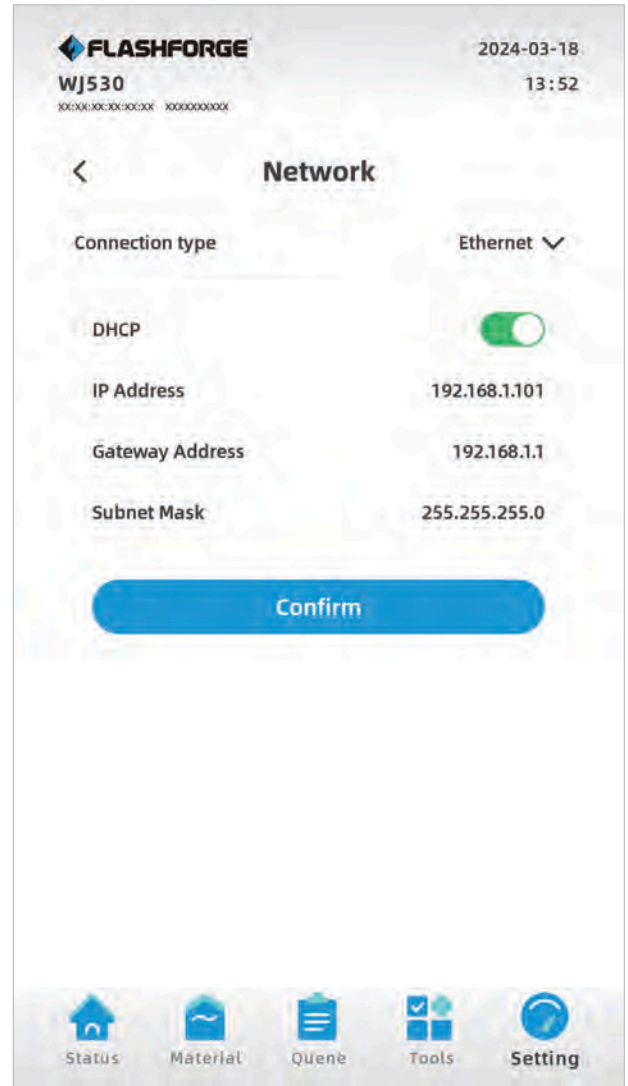 FLASHFORGE 2024-03-18
WJ530 13:52
xx:xx:xx:xx:xx:xx xxxxxxxxxx
Network
Connection type Ethernet
DHCP
IP Address 192.168.1.101
Gateway Address 192.168.1.1
Subnet Mask 255.255.255.0
Confirm
Status Material Quene Tools Setting